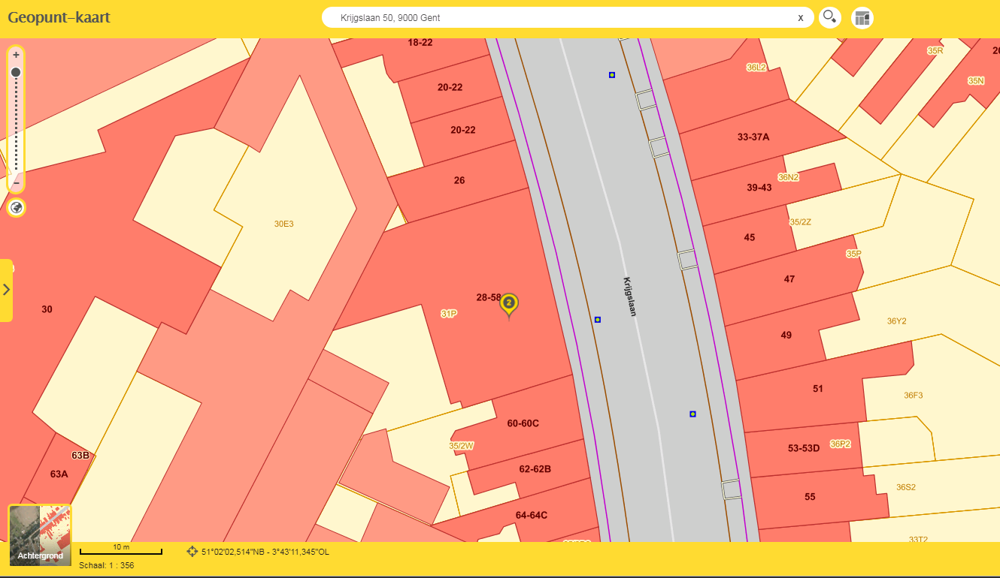 Geopunt-kaart
Krijgslaan 50, 9000 Gent
x
+
−
18-22
20-22
20-22
26
28-58
2
31P
30E3
30
63B
63A
60-60C
35/2W
62-62B
64-64C
Krijgslaan
35R
36L2
35N
33-37A
36N2
39-43
35/2Z
45
35P
47
36Y2
49
51
36F3
53-53D
36P2
55
36S2
33T2
Achtergrond
10 m
Schaal: 1 : 356
51°02'02,514"NB - 3°43'11,345"OL